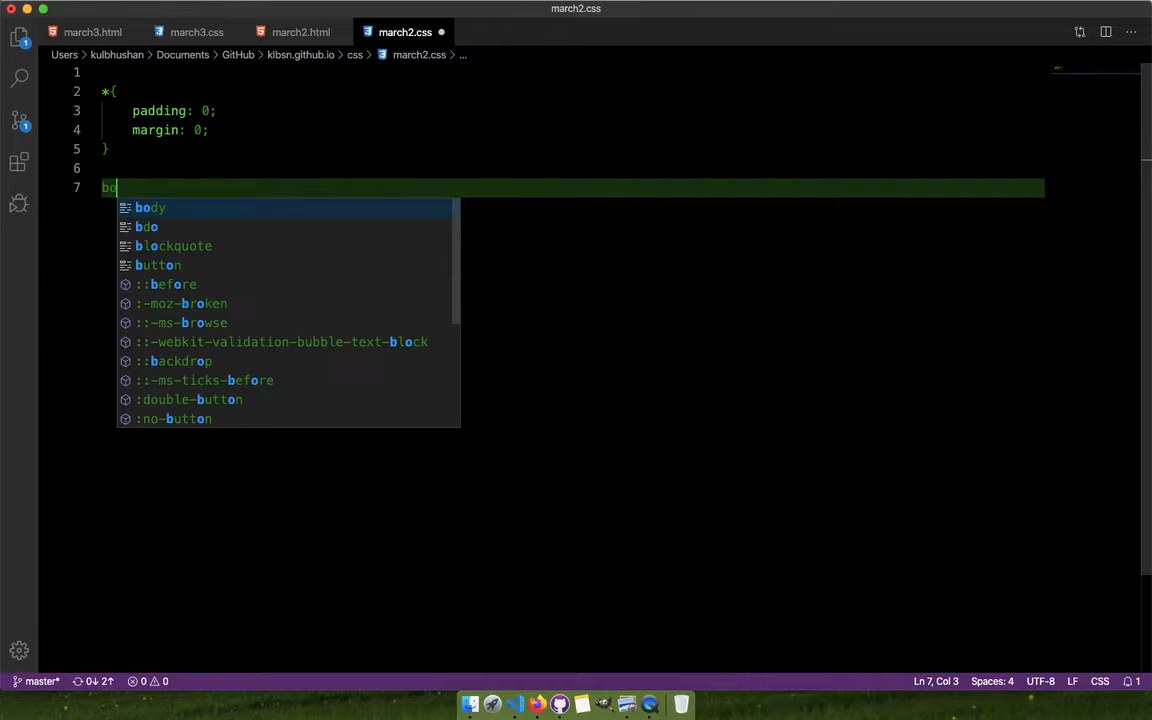 march2.css
march3.html
march3.css
march2.html
march2.css
Users > kulbhushan > Documents > GitHub > klbsn.github.io > css > march2.css > ...
1
2 *{
3 padding: 0;
4 margin: 0;
5 }
6
7 bo
body
bdo
blockquote
button
::before
:-moz-broken
::-ms-browse
::-webkit-validation-bubble-text-block
::backdrop
::-ms-ticks-before
:double-button
:no-button
1
1
master* 0↓ 2↑ 0 0 Ln 7, Col 3 Spaces: 4 UTF-8 LF CSS 1